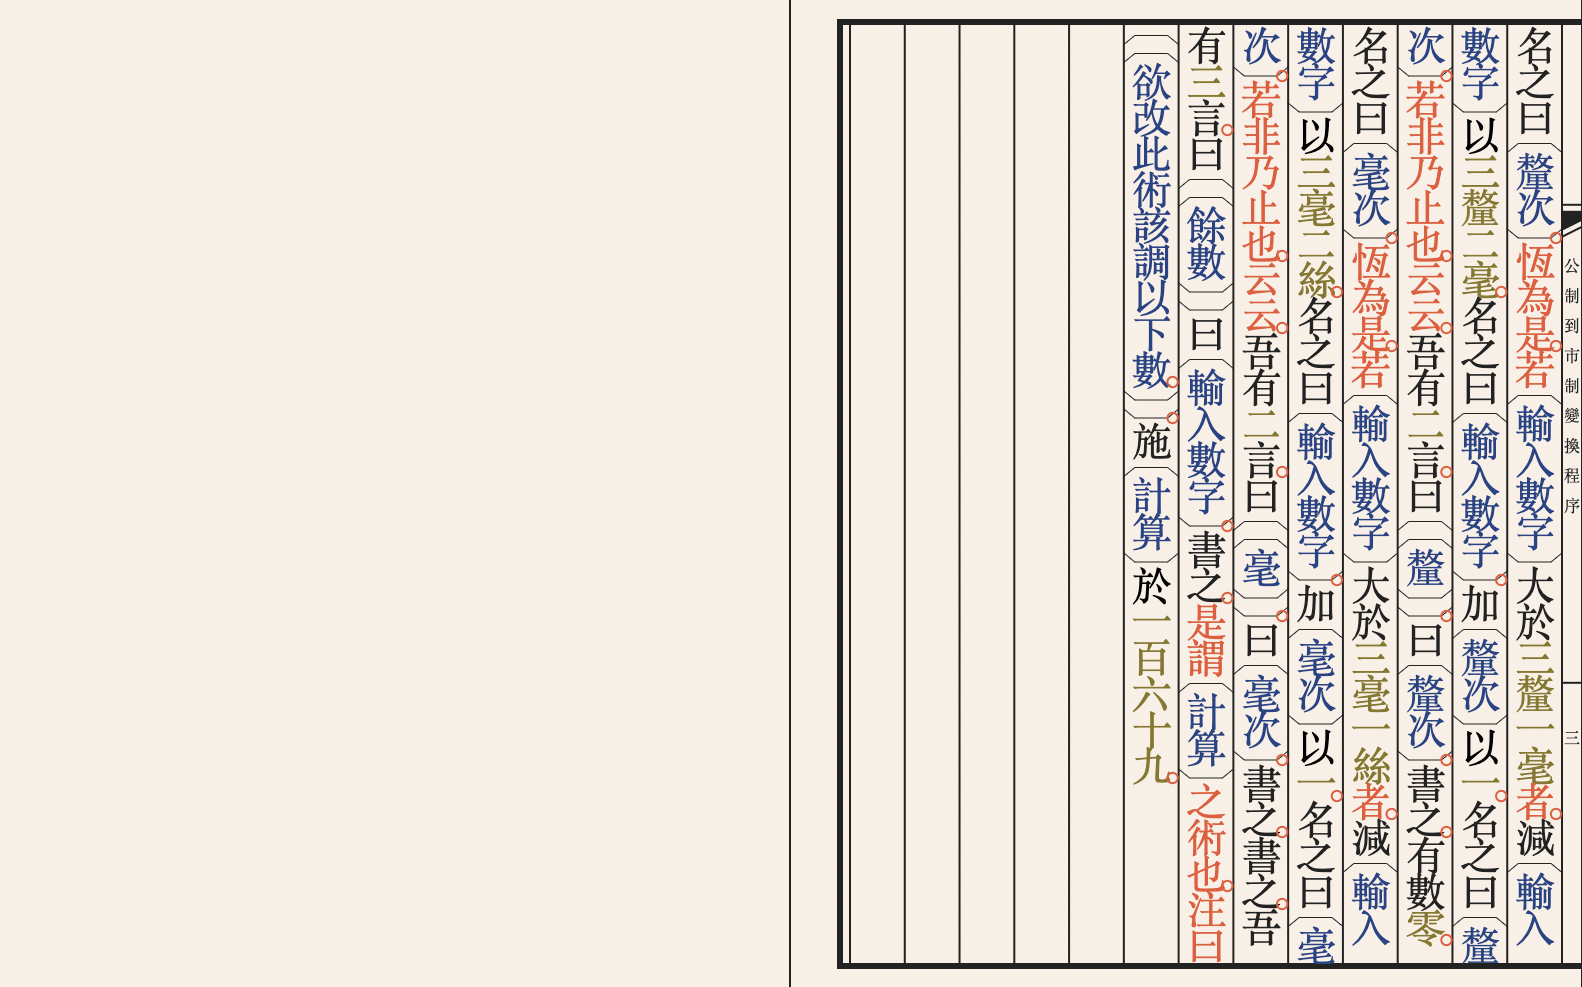 公制到市制變換程序 三
名之曰〔釐次〕。恆為是。若〔輸入數字〕大於三釐一毫者。減〔輸入
數字〕以三釐二毫。名之曰〔輸入數字〕。加〔釐次〕以一。名之曰〔釐
次〕。若非乃止也。云云。吾有二言。曰〔〔釐〕〕。曰〔釐次〕。書之。有數零。
名之曰〔毫次〕。恆為是。若〔輸入數字〕大於三毫一絲者。減〔輸入
數字〕以三毫二絲。名之曰〔輸入數字〕。加〔毫次〕以一。名之曰〔毫
次〕。若非乃止也。云云。吾有二言。曰〔〔毫〕〕。曰〔毫次〕。書之。書之。吾
有三言。曰〔〔餘數〕〕曰〔輸入數字〕。書之。是謂〔計算〕之術也。注曰
〔〔欲改此術該調以下數。〕〕。施〔計算〕於一百六十九。